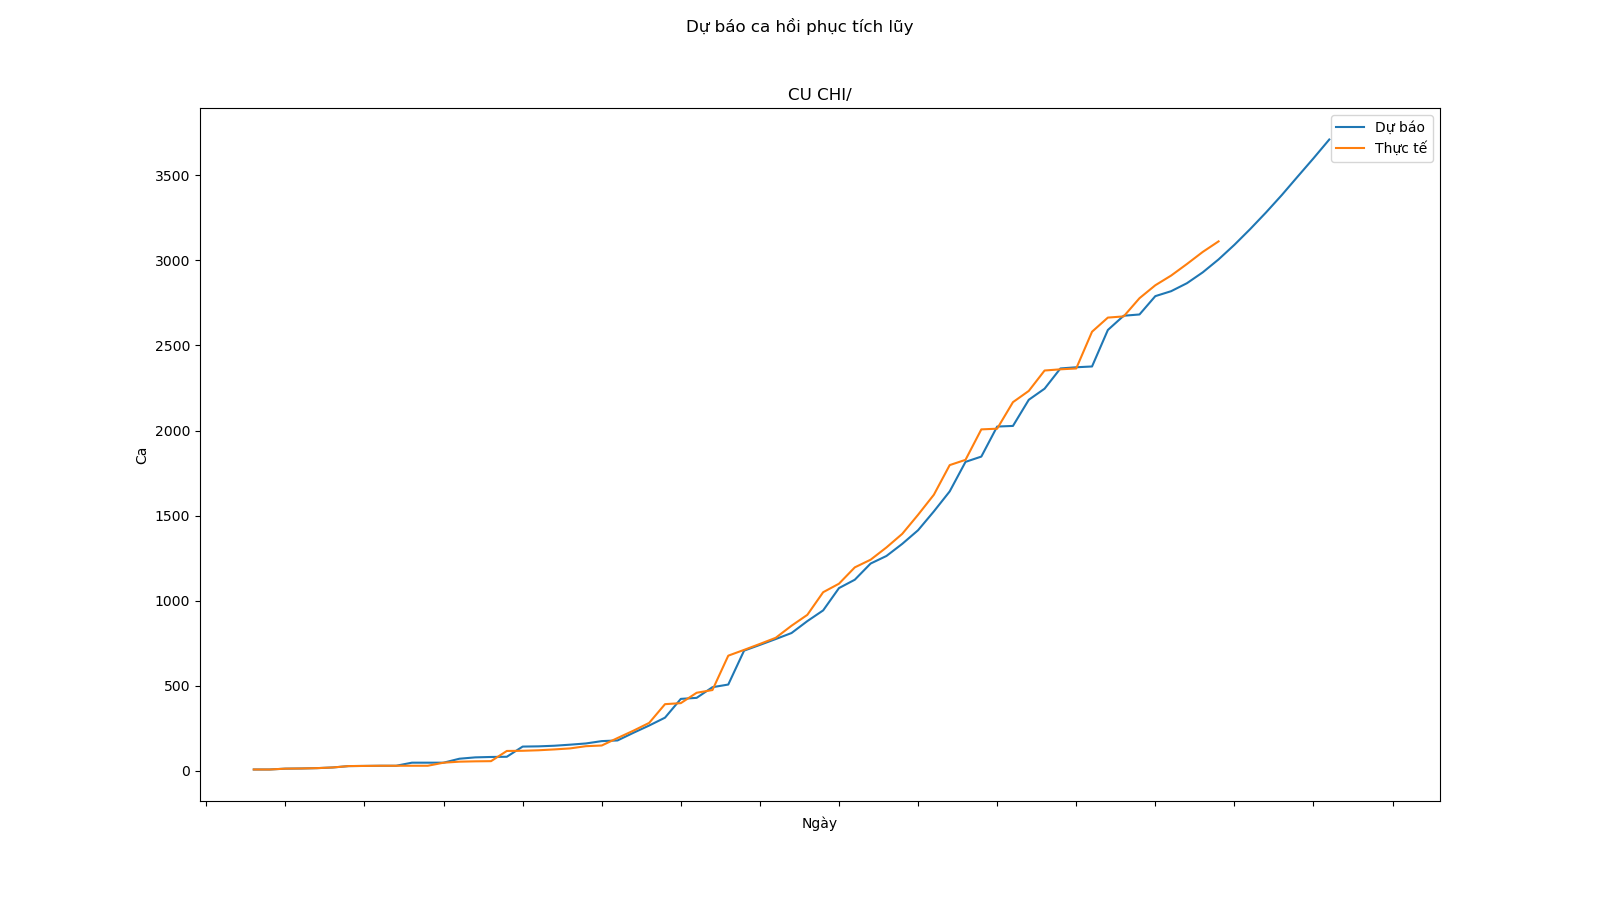 Dự báo ca hồi phục tích lũy
CU CHI/
Dự báo
Thực tế
3500
3000
2500
2000
1500
1000
500
0
Ca
Ngày